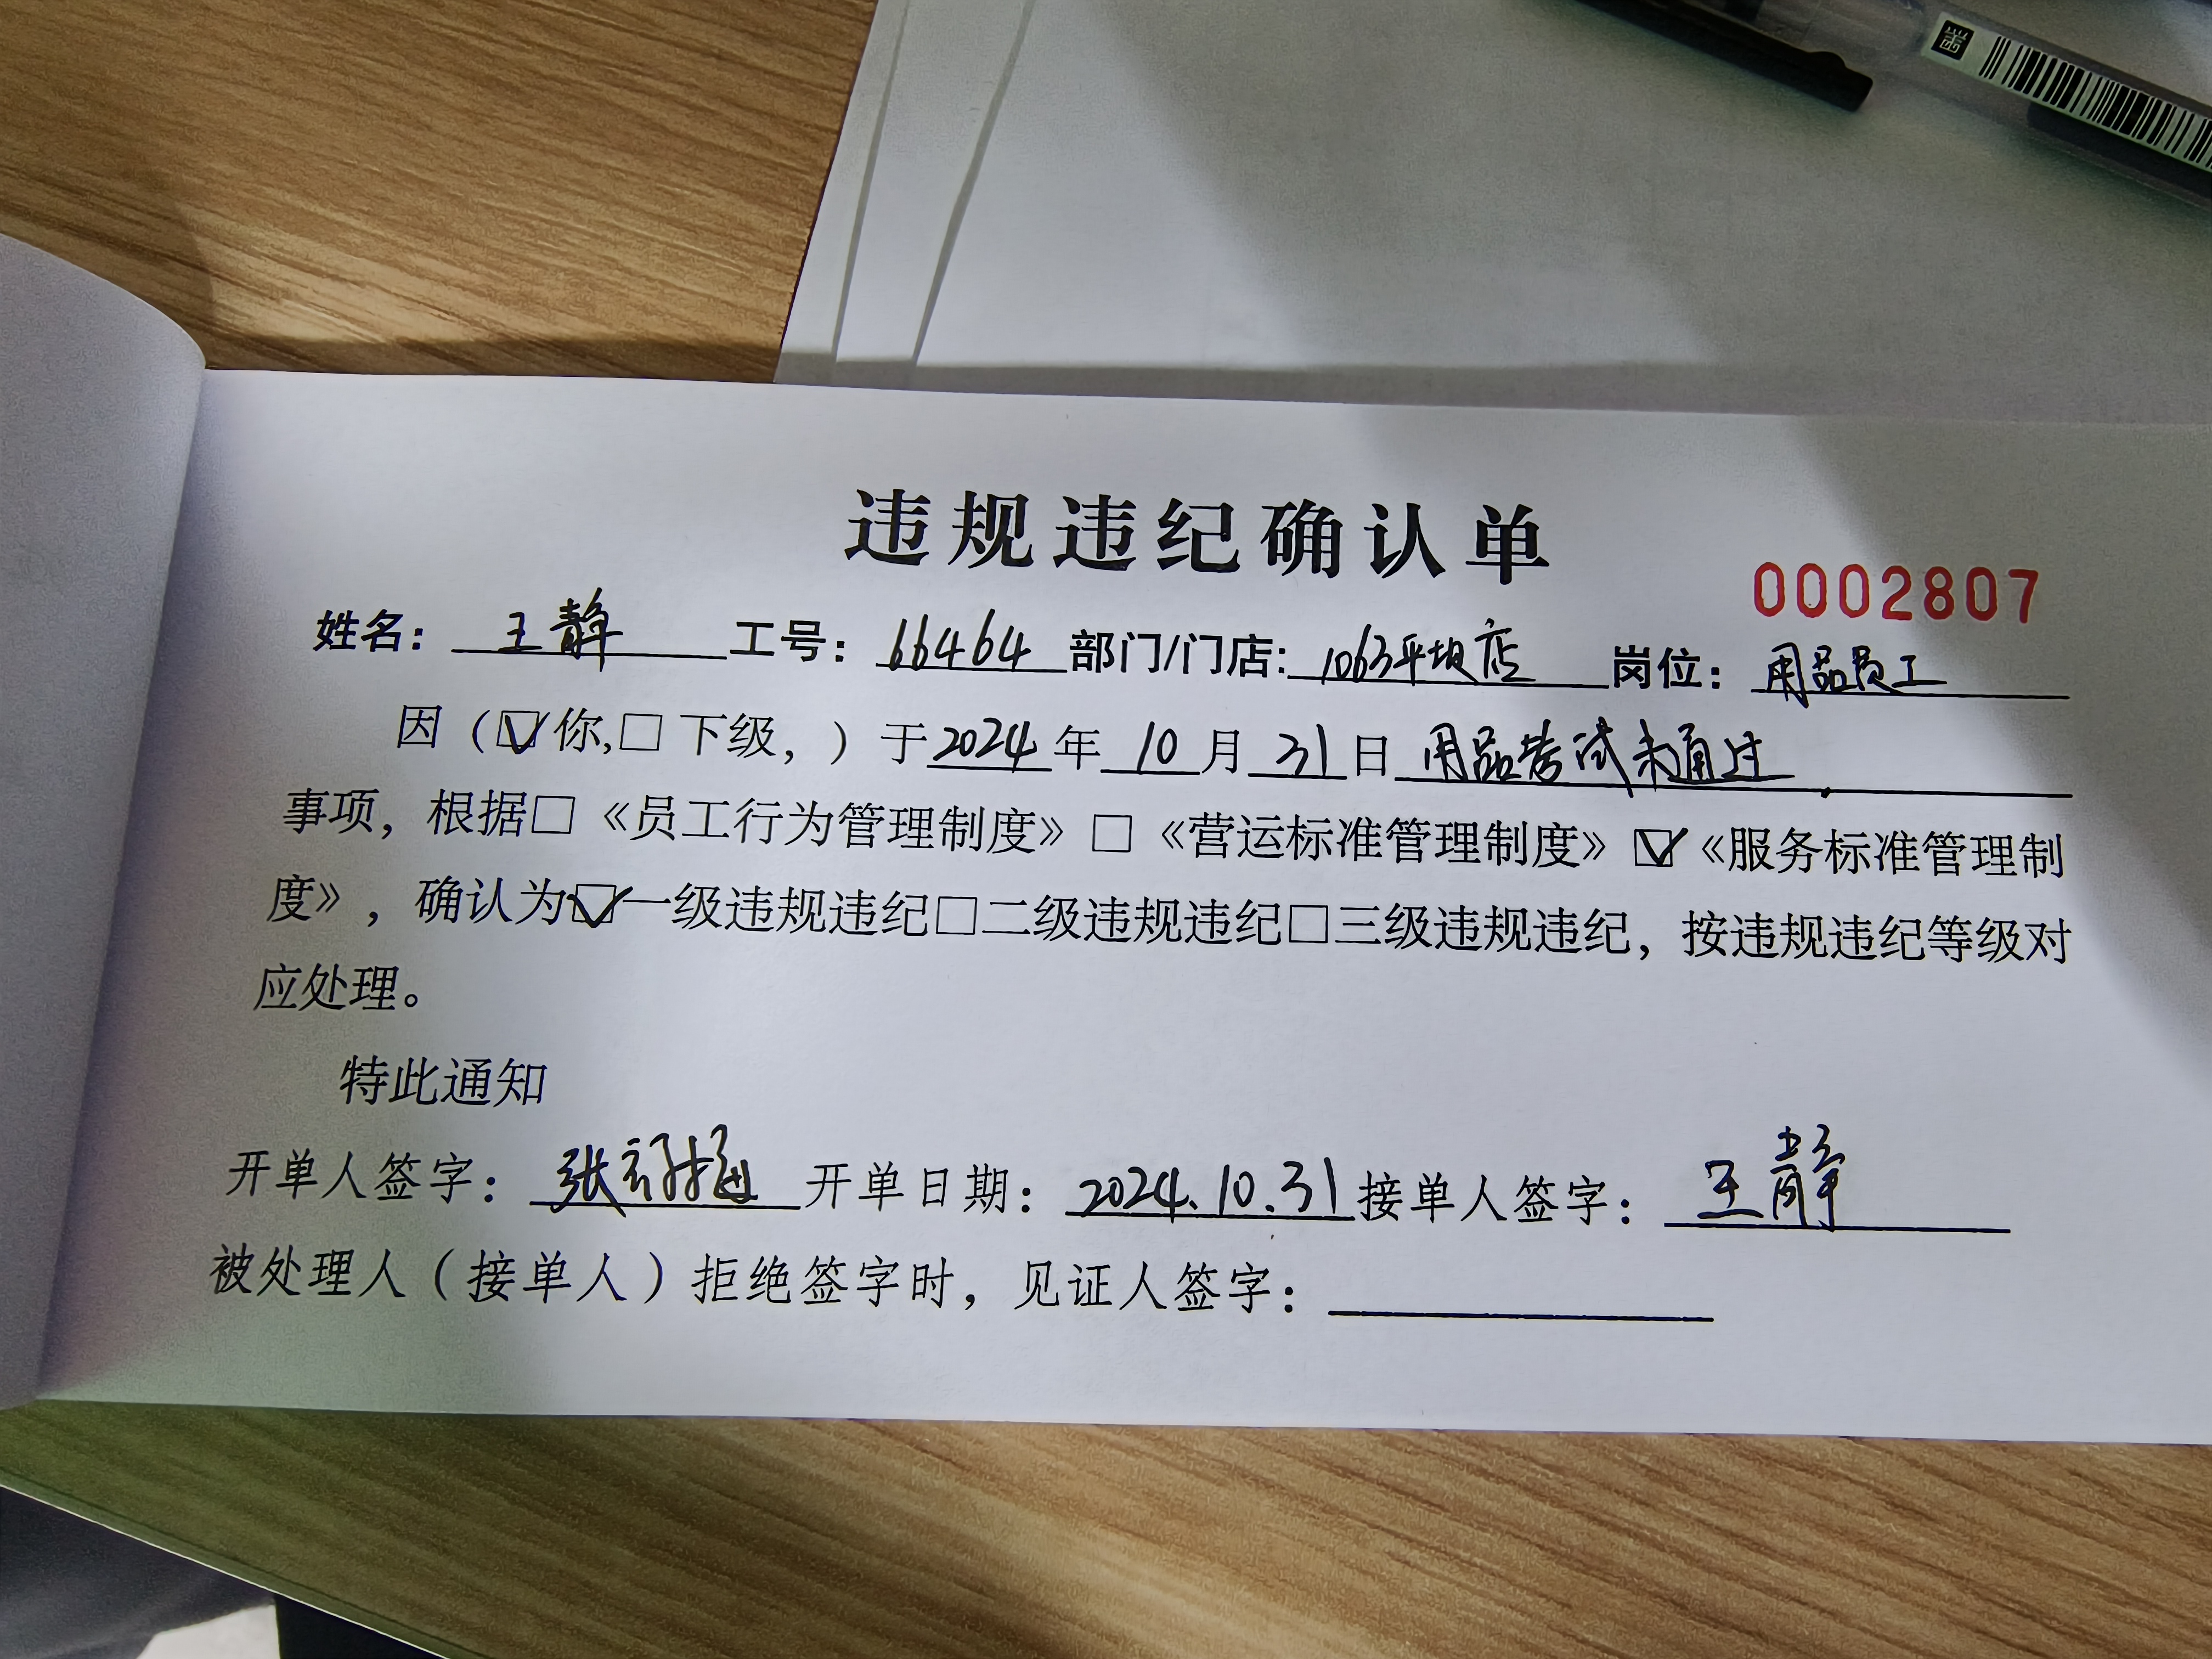 违规违纪确认单
0002807
姓名： 王静 工号： 66464 部门/门店: 1063平坝店 岗位： 用品员工
因（☑你,□下级，）于2024年10月31日用品考试未通过.
事项，根据□《员工行为管理制度》□《营运标准管理制度》☑《服务标准管理制
度》，确认为☑一级违规违纪□二级违规违纪□三级违规违纪，按违规违纪等级对
应处理。
特此通知
开单人签字： 张 开单日期： 2024.10.31 接单人签字： 王静
被处理人（接单人）拒绝签字时，见证人签字：